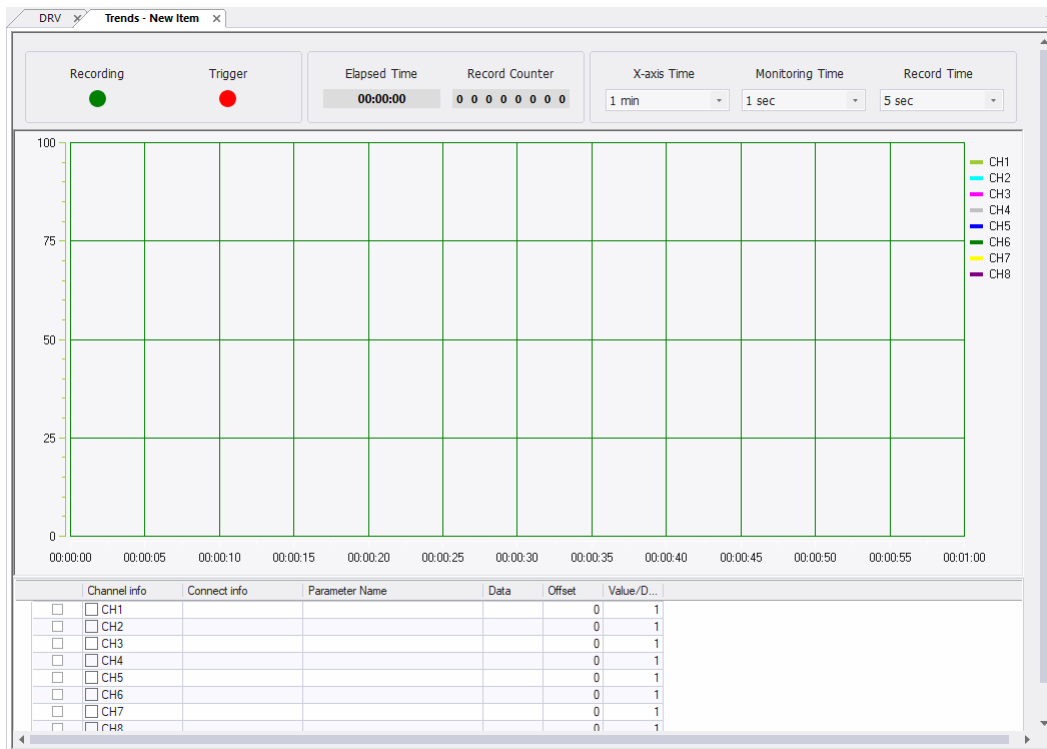 DRV Trends - New Item
Recording Trigger Elapsed Time Record Counter X-axis Time Monitoring Time Record Time
00:00:00 0 0 0 0 0 0 0 0 1 min 1 sec 5 sec
100
75
50
25
0
CH1
CH2
CH3
CH4
CH5
CH6
CH7
CH8
00:00:00 00:00:05 00:00:10 00:00:15 00:00:20 00:00:25 00:00:30 00:00:35 00:00:40 00:00:45 00:00:50 00:00:55 00:01:00
Channel info Connect info Parameter Name Data Offset Value/D...
CH1 0 1
CH2 0 1
CH3 0 1
CH4 0 1
CH5 0 1
CH6 0 1
CH7 0 1
CH8 0 1